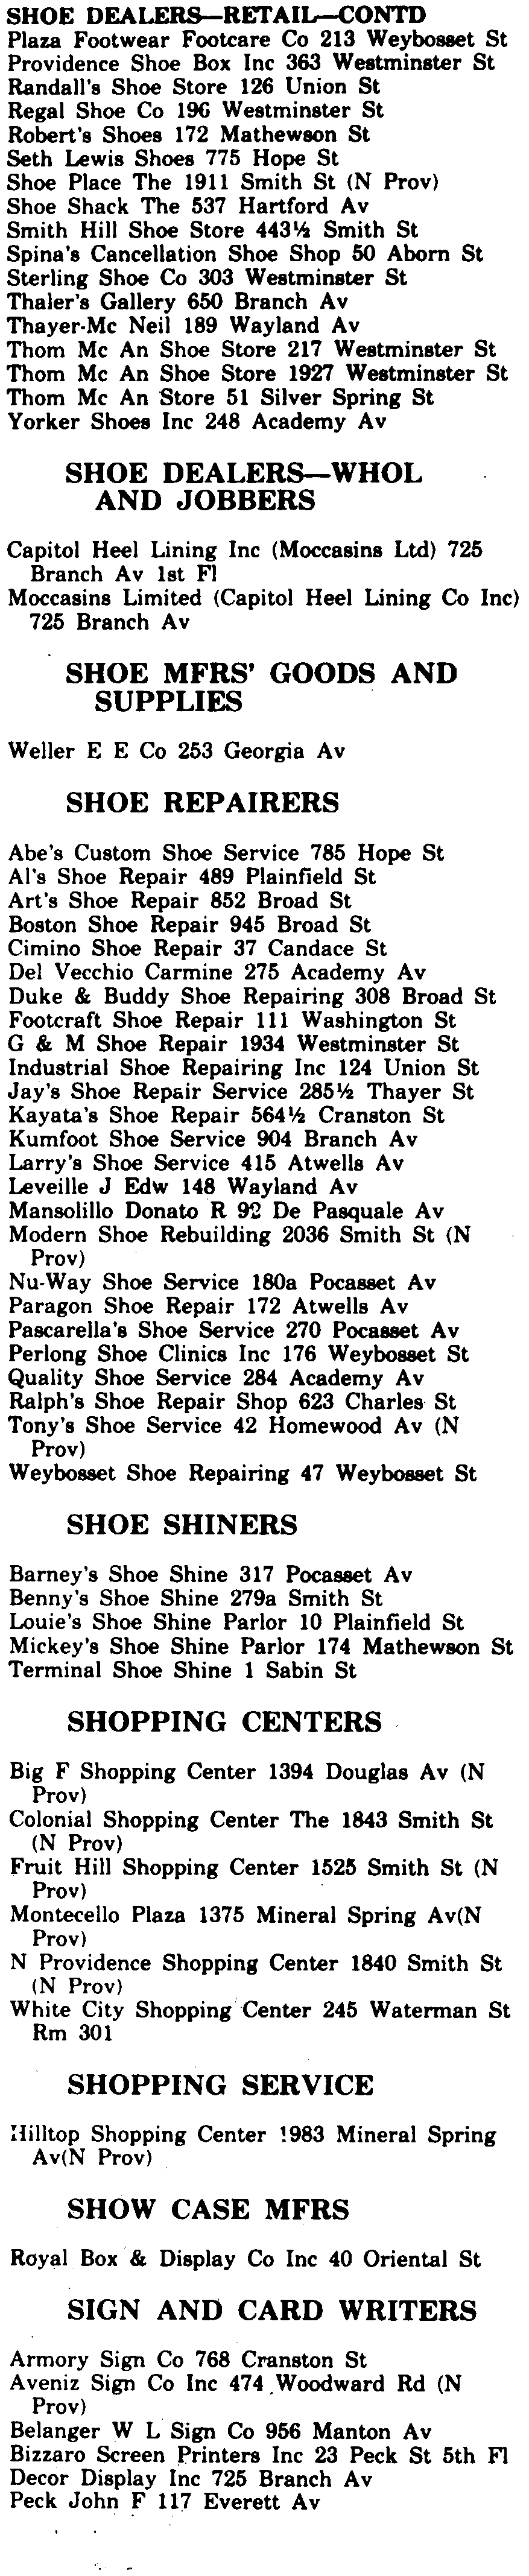 SHOE DEALERS—RETAIL—CONTD
Plaza Footwear Footcare Co 213 Weybosset St
Providence Shoe Box Inc 363 Westminster St
Randall's Shoe Store 126 Union St
Regal Shoe Co 196 Westminster St
Robert's Shoes 172 Mathewson St
Seth Lewis Shoes 775 Hope St
Shoe Place The 1911 Smith St (N Prov)
Shoe Shack The 537 Hartford Av
Smith Hill Shoe Store 443½ Smith St
Spina's Cancellation Shoe Shop 50 Aborn St
Sterling Shoe Co 303 Westminster St
Thaler's Gallery 650 Branch Av
Thayer-Mc Neil 189 Wayland Av
Thom Mc An Shoe Store 217 Westminster St
Thom Mc An Shoe Store 1927 Westminster St
Thom Mc An Store 51 Silver Spring St
Yorker Shoes Inc 248 Academy Av
SHOE DEALERS—WHOL
AND JOBBERS
Capitol Heel Lining Inc (Moccasins Ltd) 725
Branch Av 1st Fl
Moccasins Limited (Capitol Heel Lining Co Inc)
725 Branch Av
SHOE MFRS' GOODS AND
SUPPLIES
Weller E E Co 253 Georgia Av
SHOE REPAIRERS
Abe's Custom Shoe Service 785 Hope St
Al's Shoe Repair 489 Plainfield St
Art's Shoe Repair 852 Broad St
Boston Shoe Repair 945 Broad St
Cimino Shoe Repair 37 Candace St
Del Vecchio Carmine 275 Academy Av
Duke & Buddy Shoe Repairing 308 Broad St
Footcraft Shoe Repair 111 Washington St
G & M Shoe Repair 1934 Westminster St
Industrial Shoe Repairing Inc 124 Union St
Jay's Shoe Repair Service 285½ Thayer St
Kayata's Shoe Repair 564½ Cranston St
Kumfoot Shoe Service 904 Branch Av
Larry's Shoe Service 415 Atwells Av
Leveille J Edw 148 Wayland Av
Mansolillo Donato R 92 De Pasquale Av
Modern Shoe Rebuilding 2036 Smith St (N
Prov)
Nu-Way Shoe Service 180a Pocasset Av
Paragon Shoe Repair 172 Atwells Av
Pascarella's Shoe Service 270 Pocasset Av
Perlong Shoe Clinics Inc 176 Weybosset St
Quality Shoe Service 284 Academy Av
Ralph's Shoe Repair Shop 623 Charles St
Tony's Shoe Service 42 Homewood Av (N
Prov)
Weybosset Shoe Repairing 47 Weybosset St
SHOE SHINERS
Barney's Shoe Shine 317 Pocasset Av
Benny's Shoe Shine 279a Smith St
Louie's Shoe Shine Parlor 10 Plainfield St
Mickey's Shoe Shine Parlor 174 Mathewson St
Terminal Shoe Shine 1 Sabin St
SHOPPING CENTERS
Big F Shopping Center 1394 Douglas Av (N
Prov)
Colonial Shopping Center The 1843 Smith St
(N Prov)
Fruit Hill Shopping Center 1525 Smith St (N
Prov)
Montecello Plaza 1375 Mineral Spring Av(N
Prov)
N Providence Shopping Center 1840 Smith St
(N Prov)
White City Shopping Center 245 Waterman St
Rm 301
SHOPPING SERVICE
Hilltop Shopping Center 1983 Mineral Spring
Av(N Prov)
SHOW CASE MFRS
Royal Box & Display Co Inc 40 Oriental St
SIGN AND CARD WRITERS
Armory Sign Co 768 Cranston St
Aveniz Sign Co Inc 474 Woodward Rd (N
Prov)
Belanger W L Sign Co 956 Manton Av
Bizzaro Screen Printers Inc 23 Peck St 5th Fl
Decor Display Inc 725 Branch Av
Peck John F 117 Everett Av